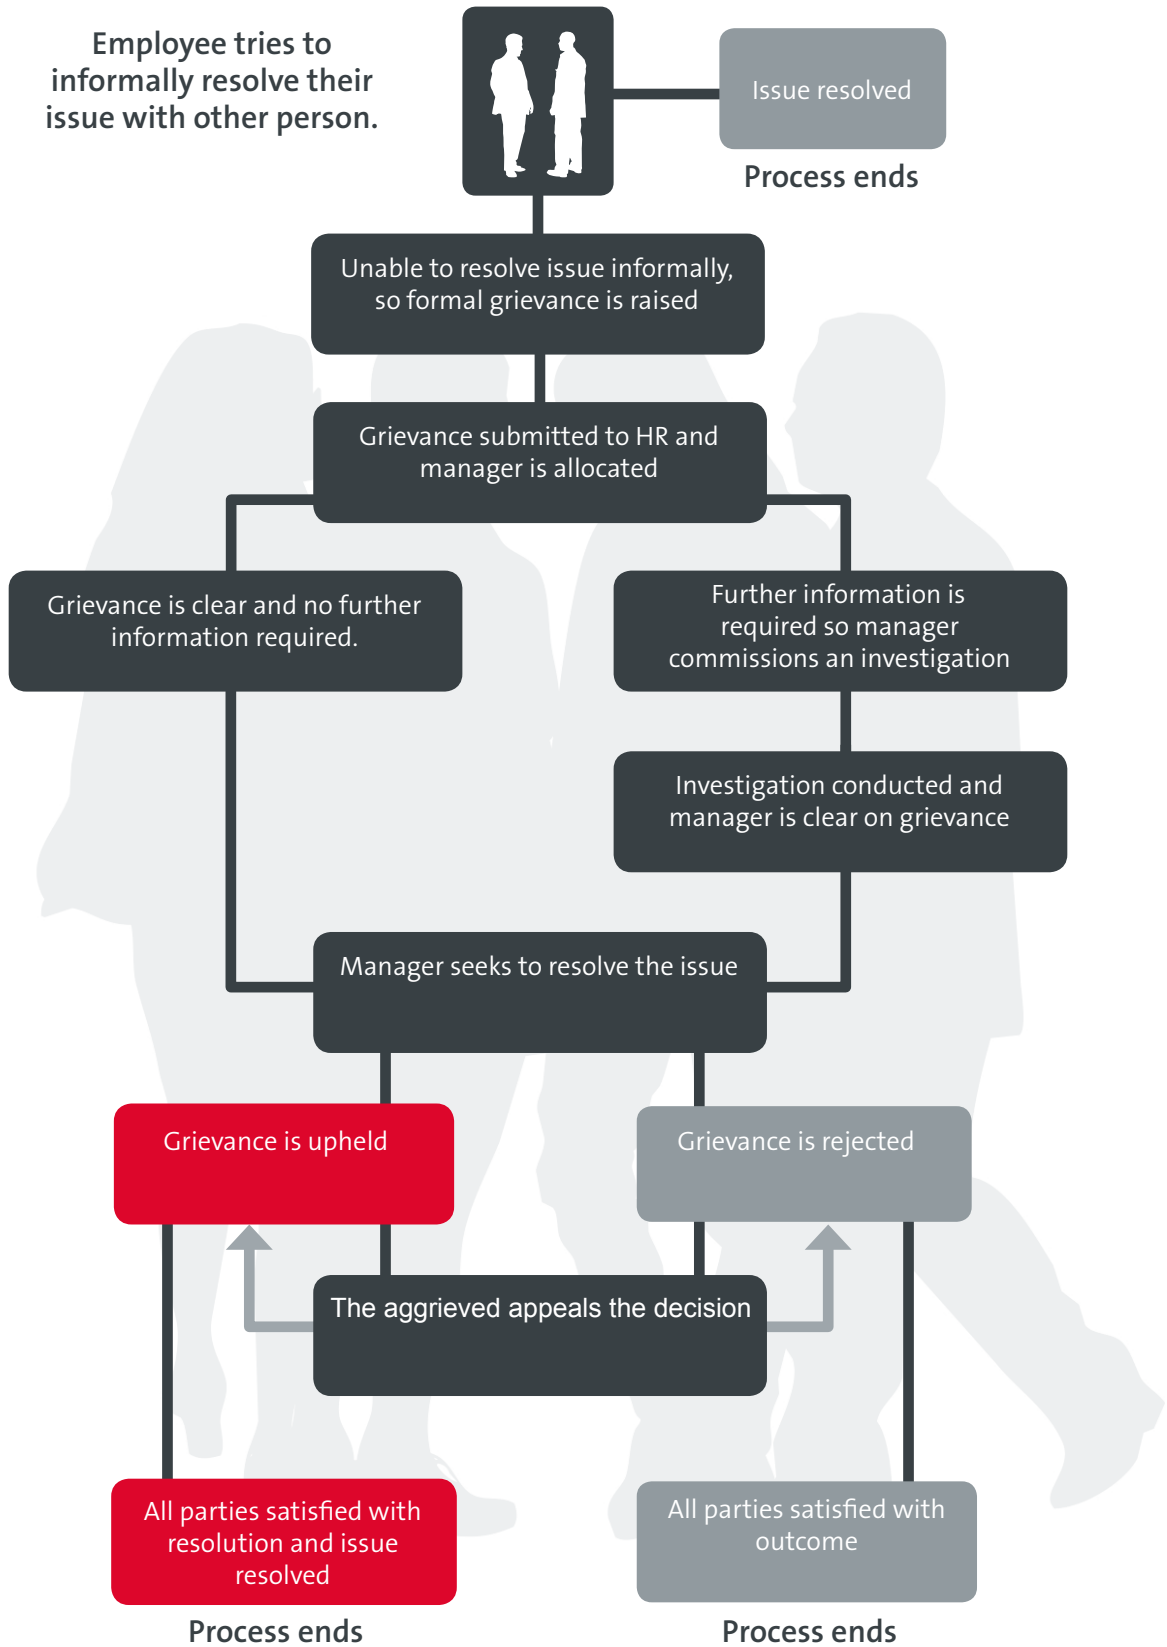 Employee tries to
informally resolve their
issue with other person.
Issue resolved
Process ends
Unable to resolve issue informally,
so formal grievance is raised
Grievance submitted to HR and
manager is allocated
Grievance is clear and no further
information required.
Further information is
required so manager
commissions an investigation
Investigation conducted and
manager is clear on grievance
Manager seeks to resolve the issue
Grievance is upheld
Grievance is rejected
The aggrieved appeals the decision
All parties satisfied with
resolution and issue
resolved
Process ends
All parties satisfied with
outcome
Process ends